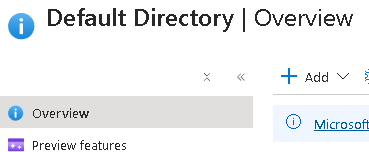 Default Directory | Overview
Add
Overview
Microsoft
Preview features